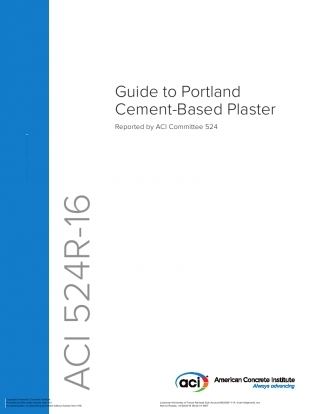 Guide to Portland
Cement-Based Plaster
Reported by ACI Committee 524
ACI 524R-16
aci
American Concrete Institute
Always advancing